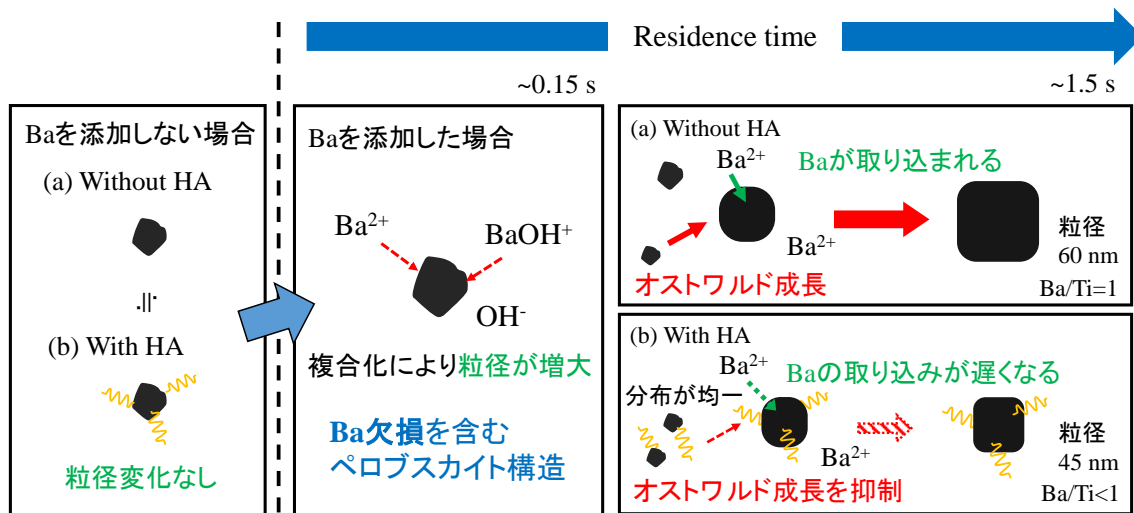 Residence time
~0.15 s
~1.5 s
Baを添加しない場合
(a) Without HA
.||·
(b) With HA
粒径変化なし
Baを添加した場合
Ba²⁺
BaOH⁺
OH⁻
複合化により粒径が増大
Ba欠損を含む
ペロブスカイト構造
(a) Without HA
Ba²⁺
Baが取り込まれる
Ba²⁺
オストワルド成長
粒径
60 nm
Ba/Ti=1
(b) With HA
Ba²⁺
Baの取り込みが遅くなる
分布が均一
Ba²⁺
オストワルド成長を抑制
粒径
45 nm
Ba/Ti<1